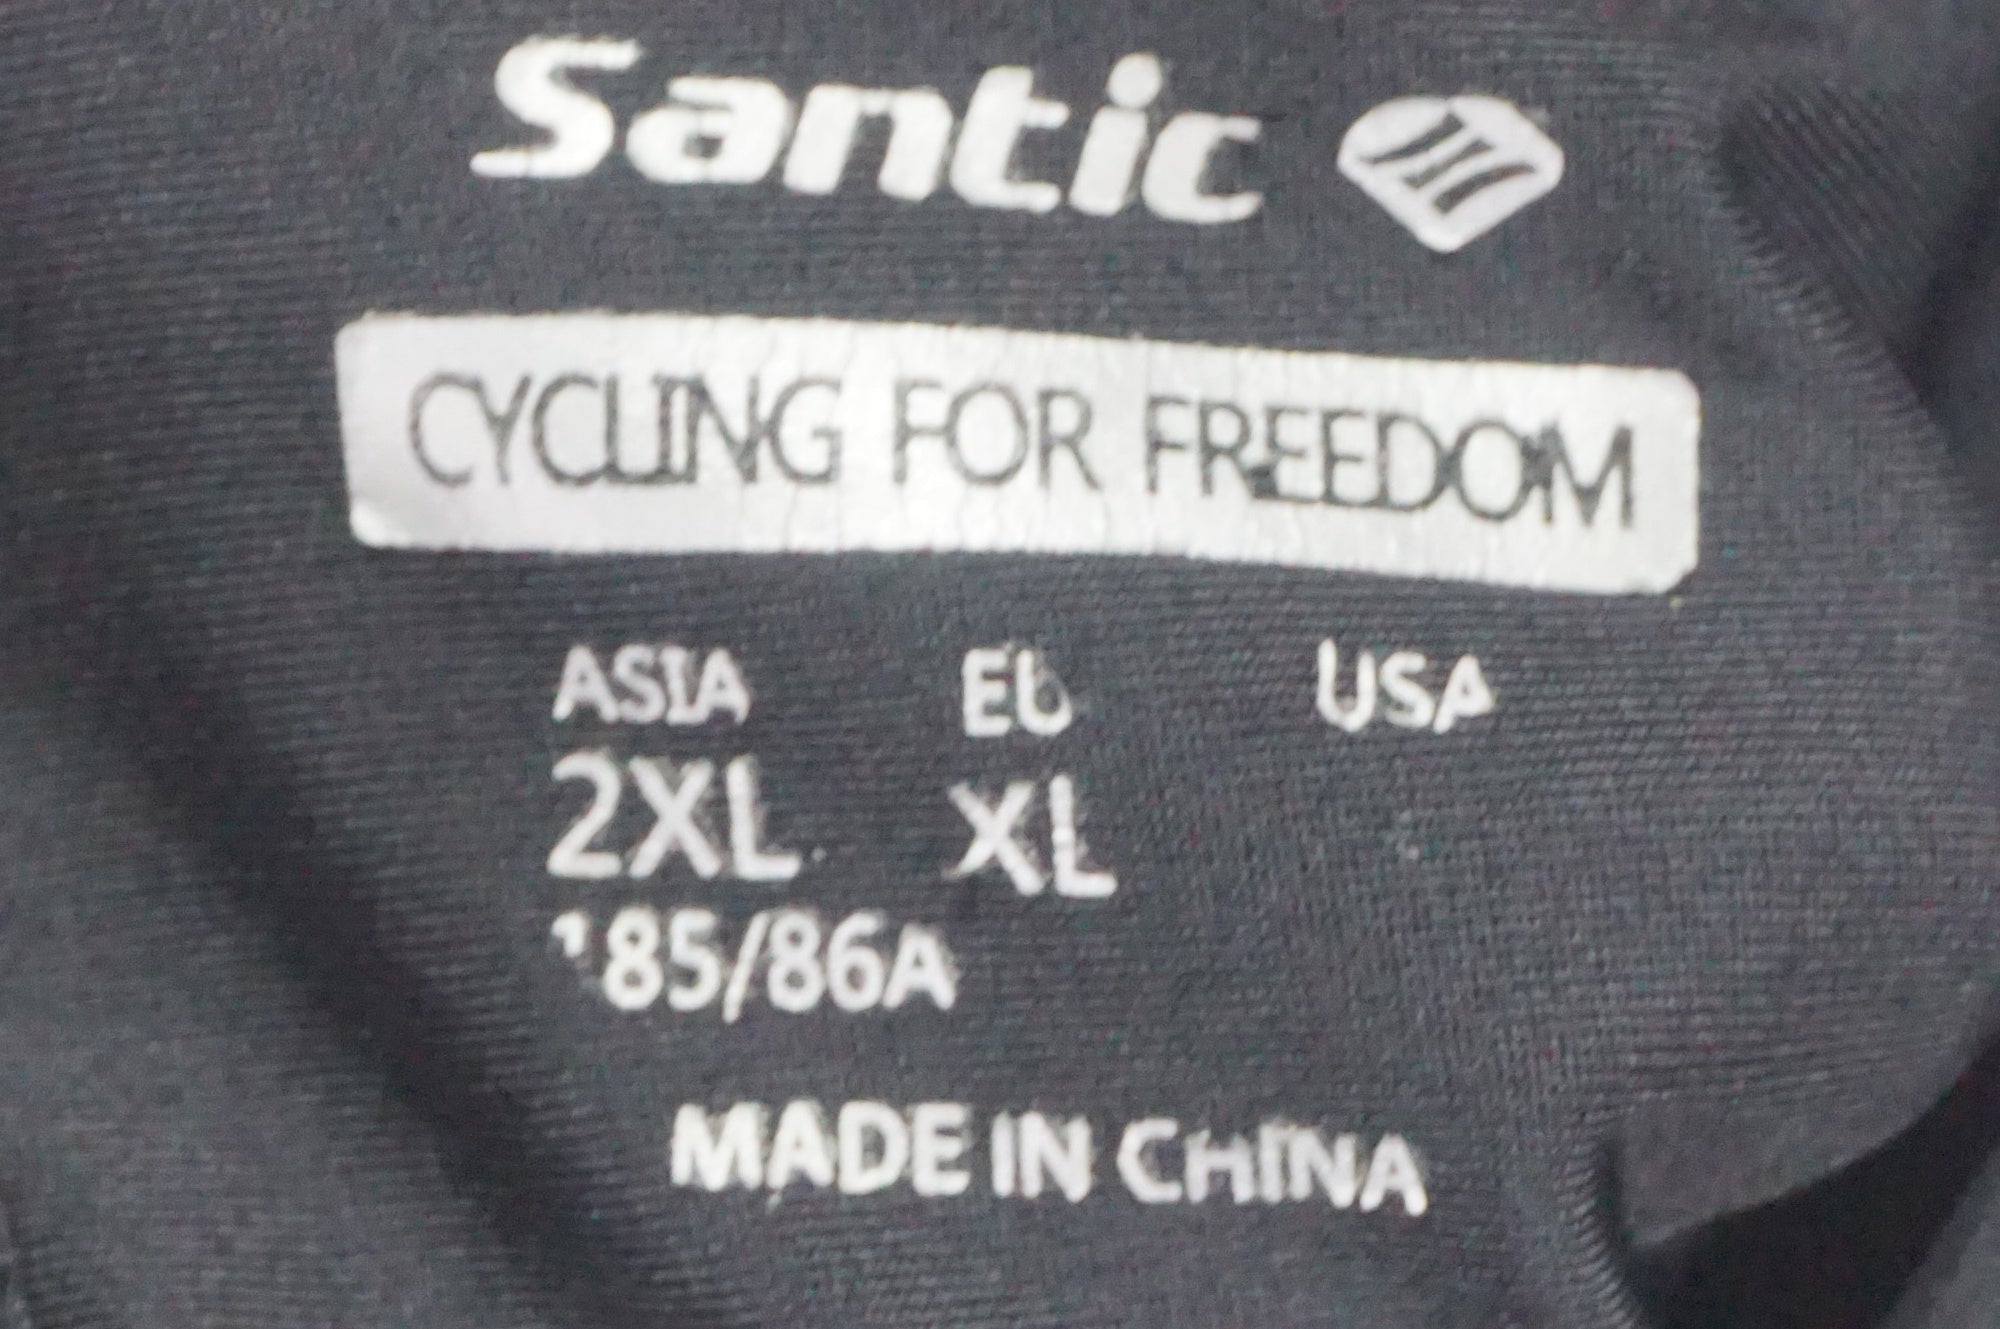 Santic
CYCLING FOR FREEDOM
ASIA EU USA
2XL XL
185/86A
MADE IN CHINA